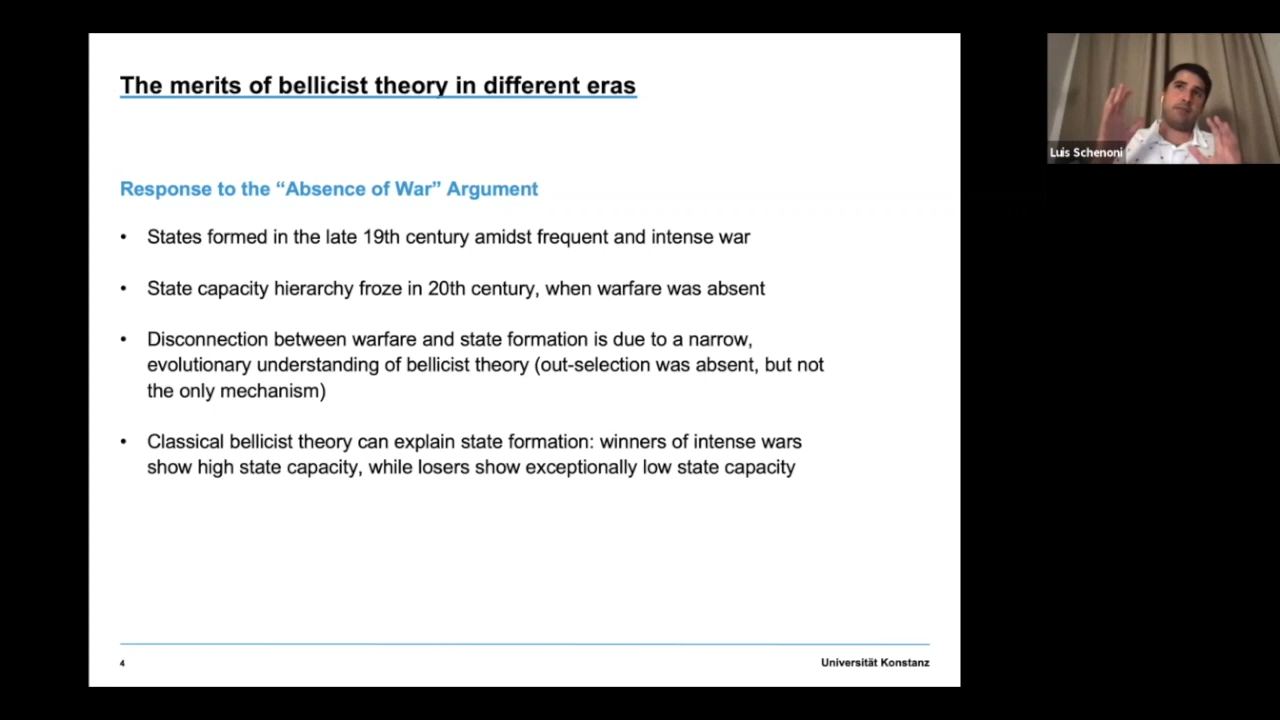 The merits of bellicist theory in different eras
Luis Schenoni
Response to the “Absence of War” Argument
• States formed in the late 19th century amidst frequent and intense war
• State capacity hierarchy froze in 20th century, when warfare was absent
• Disconnection between warfare and state formation is due to a narrow,
evolutionary understanding of bellicist theory (out-selection was absent, but not
the only mechanism)
• Classical bellicist theory can explain state formation: winners of intense wars
show high state capacity, while losers show exceptionally low state capacity
4
Universität Konstanz